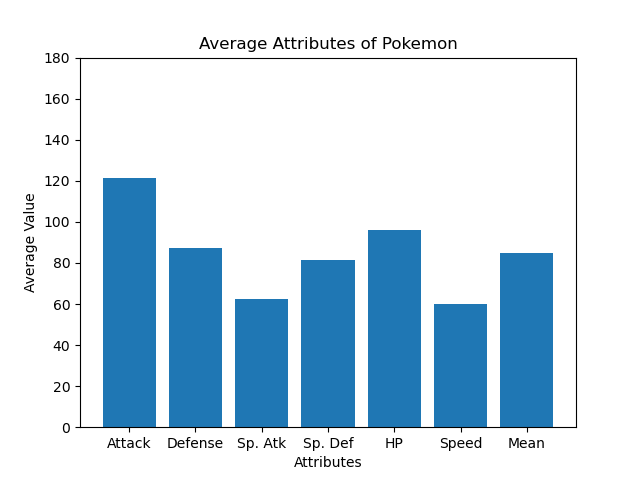 Average Attributes of Pokemon
180
160
140
120
100
80
60
40
20
0
Average Value
Attack Defense Sp. Atk Sp. Def HP Speed Mean
Attributes